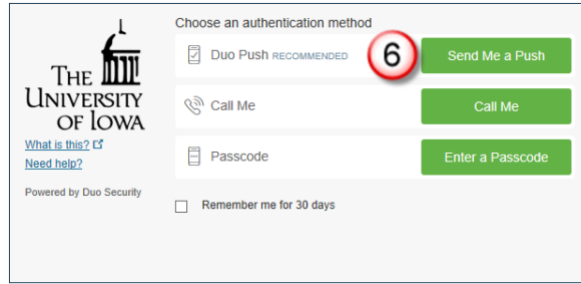 THE
UNIVERSITY
OF IOWA
What is this?
Need help?
Powered by Duo Security
Choose an authentication method
Duo Push RECOMMENDED 6 Send Me a Push
Call Me Call Me
Passcode Enter a Passcode
Remember me for 30 days